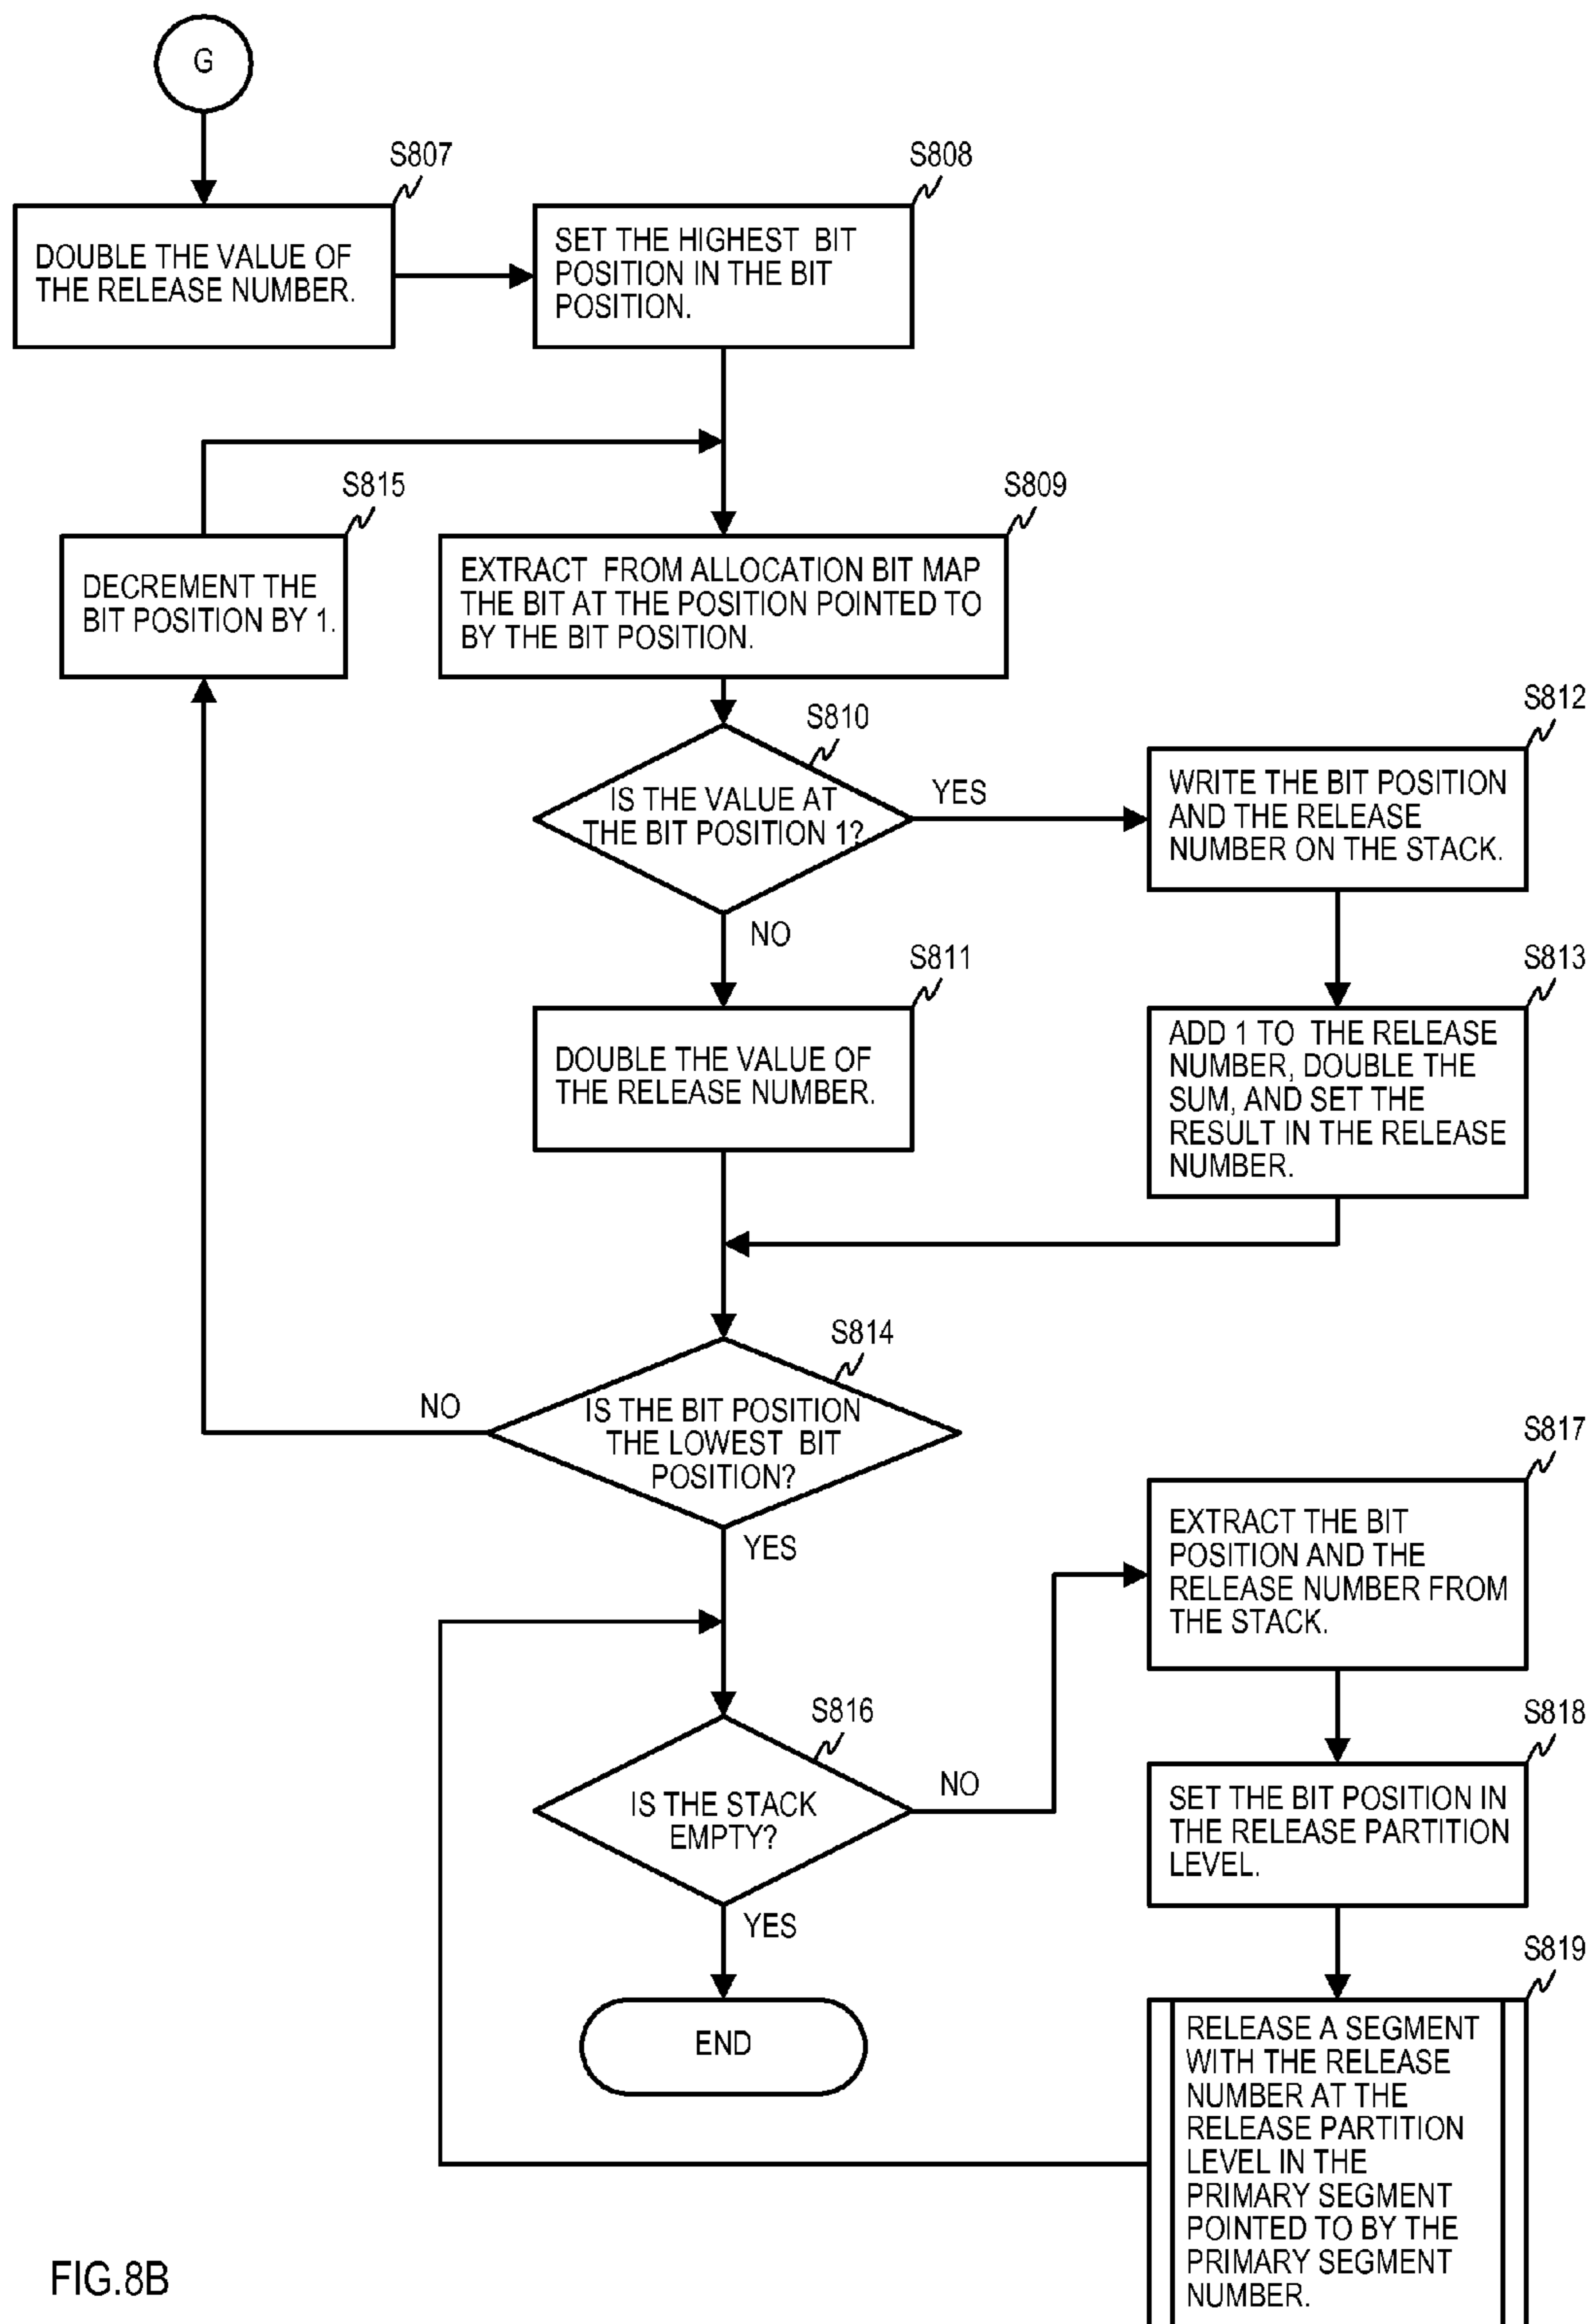 G
S807
DOUBLE THE VALUE OF
THE RELEASE NUMBER.
S808
SET THE HIGHEST BIT
POSITION IN THE BIT
POSITION.
S815
DECREMENT THE
BIT POSITION BY 1.
S809
EXTRACT FROM ALLOCATION BIT MAP
THE BIT AT THE POSITION POINTED TO
BY THE BIT POSITION.
S810
IS THE VALUE AT
THE BIT POSITION 1?
YES
NO
S812
WRITE THE BIT POSITION
AND THE RELEASE
NUMBER ON THE STACK.
S811
DOUBLE THE VALUE OF
THE RELEASE NUMBER.
S813
ADD 1 TO THE RELEASE
NUMBER, DOUBLE THE
SUM, AND SET THE
RESULT IN THE RELEASE
NUMBER.
S814
IS THE BIT POSITION
THE LOWEST BIT
POSITION?
NO
YES
S817
EXTRACT THE BIT
POSITION AND THE
RELEASE NUMBER FROM
THE STACK.
S816
IS THE STACK
EMPTY?
NO
YES
S818
SET THE BIT POSITION IN
THE RELEASE PARTITION
LEVEL.
END
S819
RELEASE A SEGMENT
WITH THE RELEASE
NUMBER AT THE
RELEASE PARTITION
LEVEL IN THE
PRIMARY SEGMENT
POINTED TO BY THE
PRIMARY SEGMENT
NUMBER.
FIG.8B